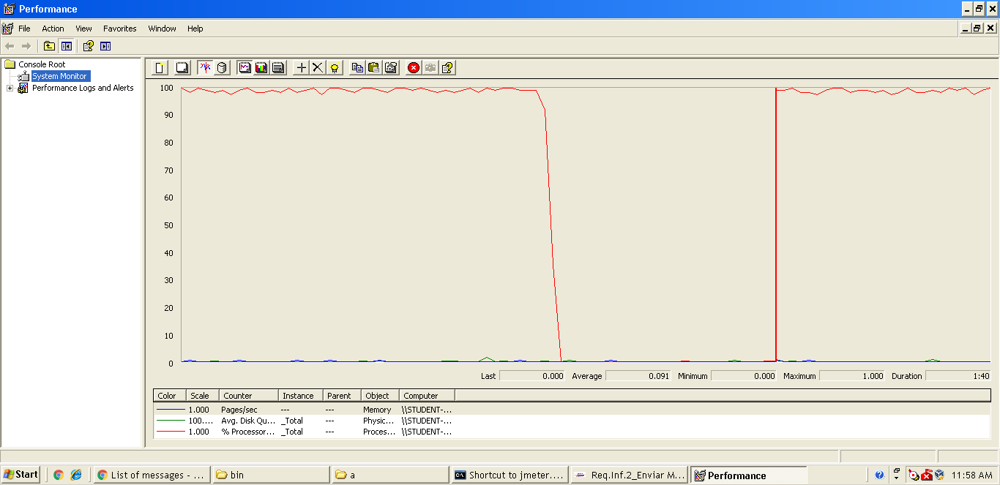 Performance
File Action View Favorites Window Help
Console Root
System Monitor
Performance Logs and Alerts
100
90
80
70
60
50
40
30
20
10
0
Last 0.000 Average 0.091 Minimum 0.000 Maximum 1.000 Duration 1:40
Color Scale Counter Instance Parent Object Computer
1.000 Pages/sec --- --- Memory \\STUDENT-...
100.... Avg. Disk Qu... _Total --- Physic... \\STUDENT-...
1.000 % Processor... _Total --- Proces... \\STUDENT-...
Start List of messages - ... bin a Shortcut to jmeter.... Req.Inf.2_Enviar M... Performance 11:58 AM